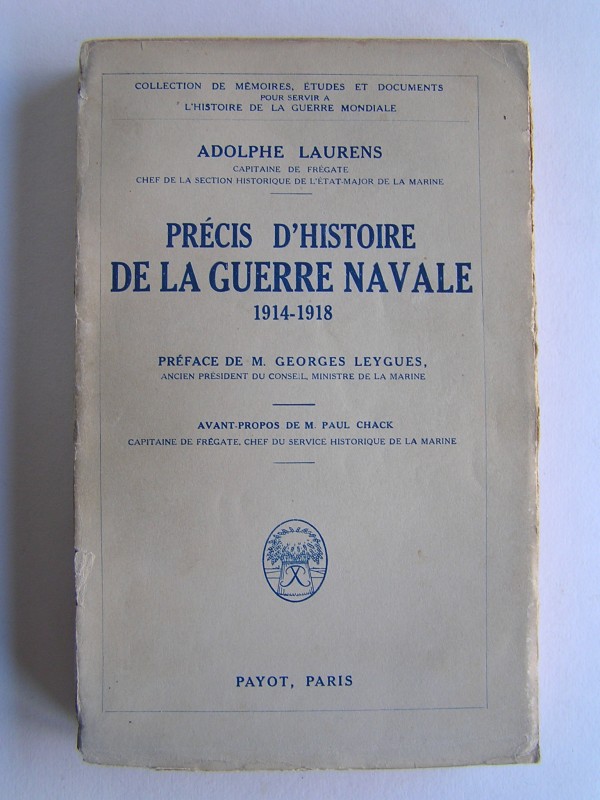 COLLECTION DE MÉMOIRES, ÉTUDES ET DOCUMENTS
POUR SERVIR A
L'HISTOIRE DE LA GUERRE MONDIALE
ADOLPHE LAURENS
CAPITAINE DE FRÉGATE
CHEF DE LA SECTION HISTORIQUE DE L'ÉTAT-MAJOR DE LA MARINE
PRÉCIS D'HISTOIRE
DE LA GUERRE NAVALE
1914-1918
PRÉFACE DE M. GEORGES LEYGUES,
ANCIEN PRÉSIDENT DU CONSEIL, MINISTRE DE LA MARINE
AVANT-PROPOS DE M. PAUL CHACK
CAPITAINE DE FRÉGATE, CHEF DU SERVICE HISTORIQUE DE LA MARINE
PAYOT, PARIS